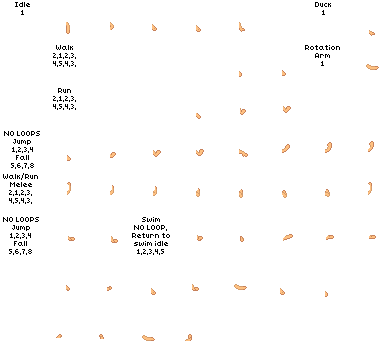 Idle
1
Duck
1
Walk
2,1,2,3,
4,5,4,3,
Rotation
Arm
1
Run
2,1,2,3,
4,5,4,3,
NO LOOPS
Jump
1,2,3,4
Fall
5,6,7,8
Walk/Run
Melee
2,1,2,3,
4,5,4,3,
NO LOOPS
Jump
1,2,3,4
Fall
5,6,7,8
Swim
NO LOOP,
Return to
swim idle
1,2,3,4,5